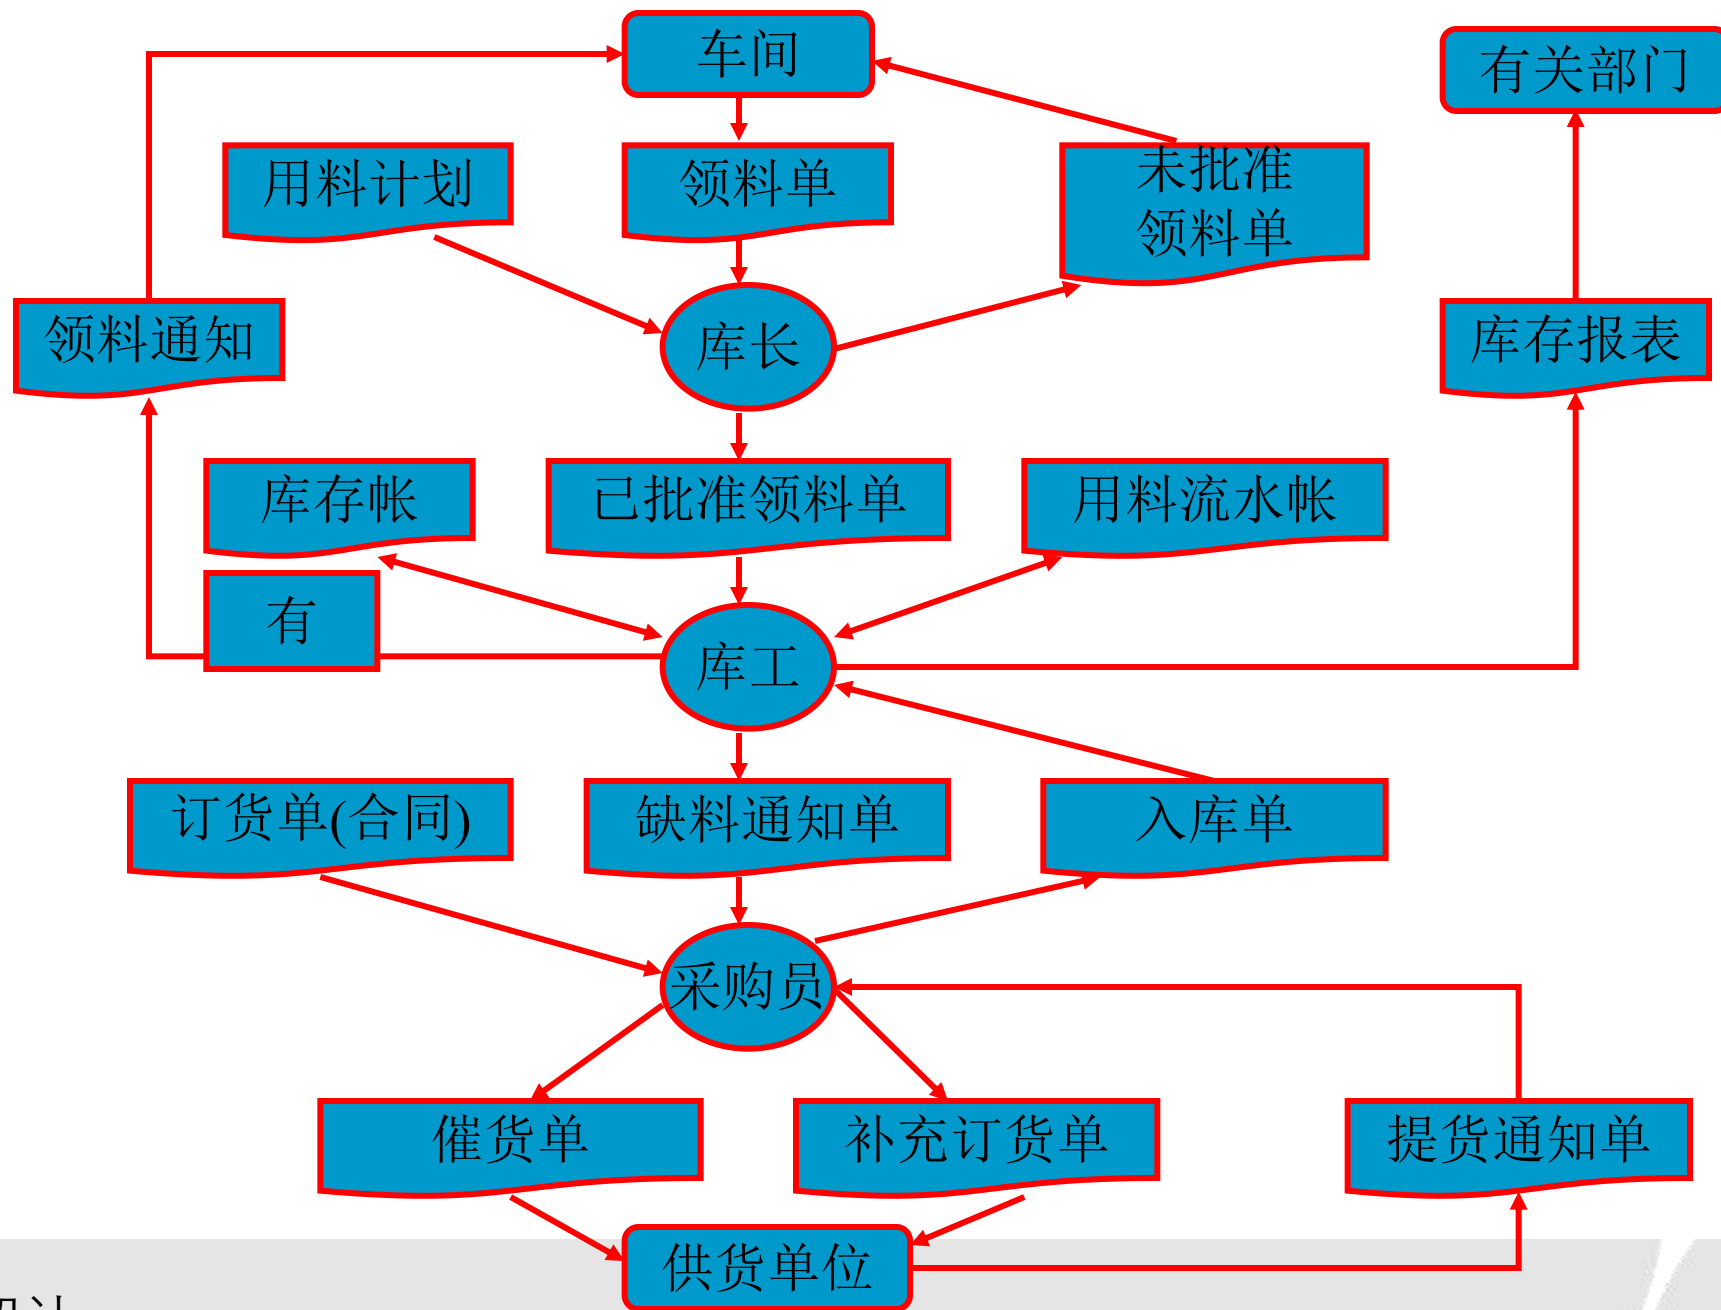 车间
有关部门
用料计划
领料单
未批准
领料单
领料通知
库长
库存报表
库存帐
已批准领料单
用料流水帐
有
库工
订货单(合同)
缺料通知单
入库单
采购员
催货单
补充订货单
提货通知单
供货单位